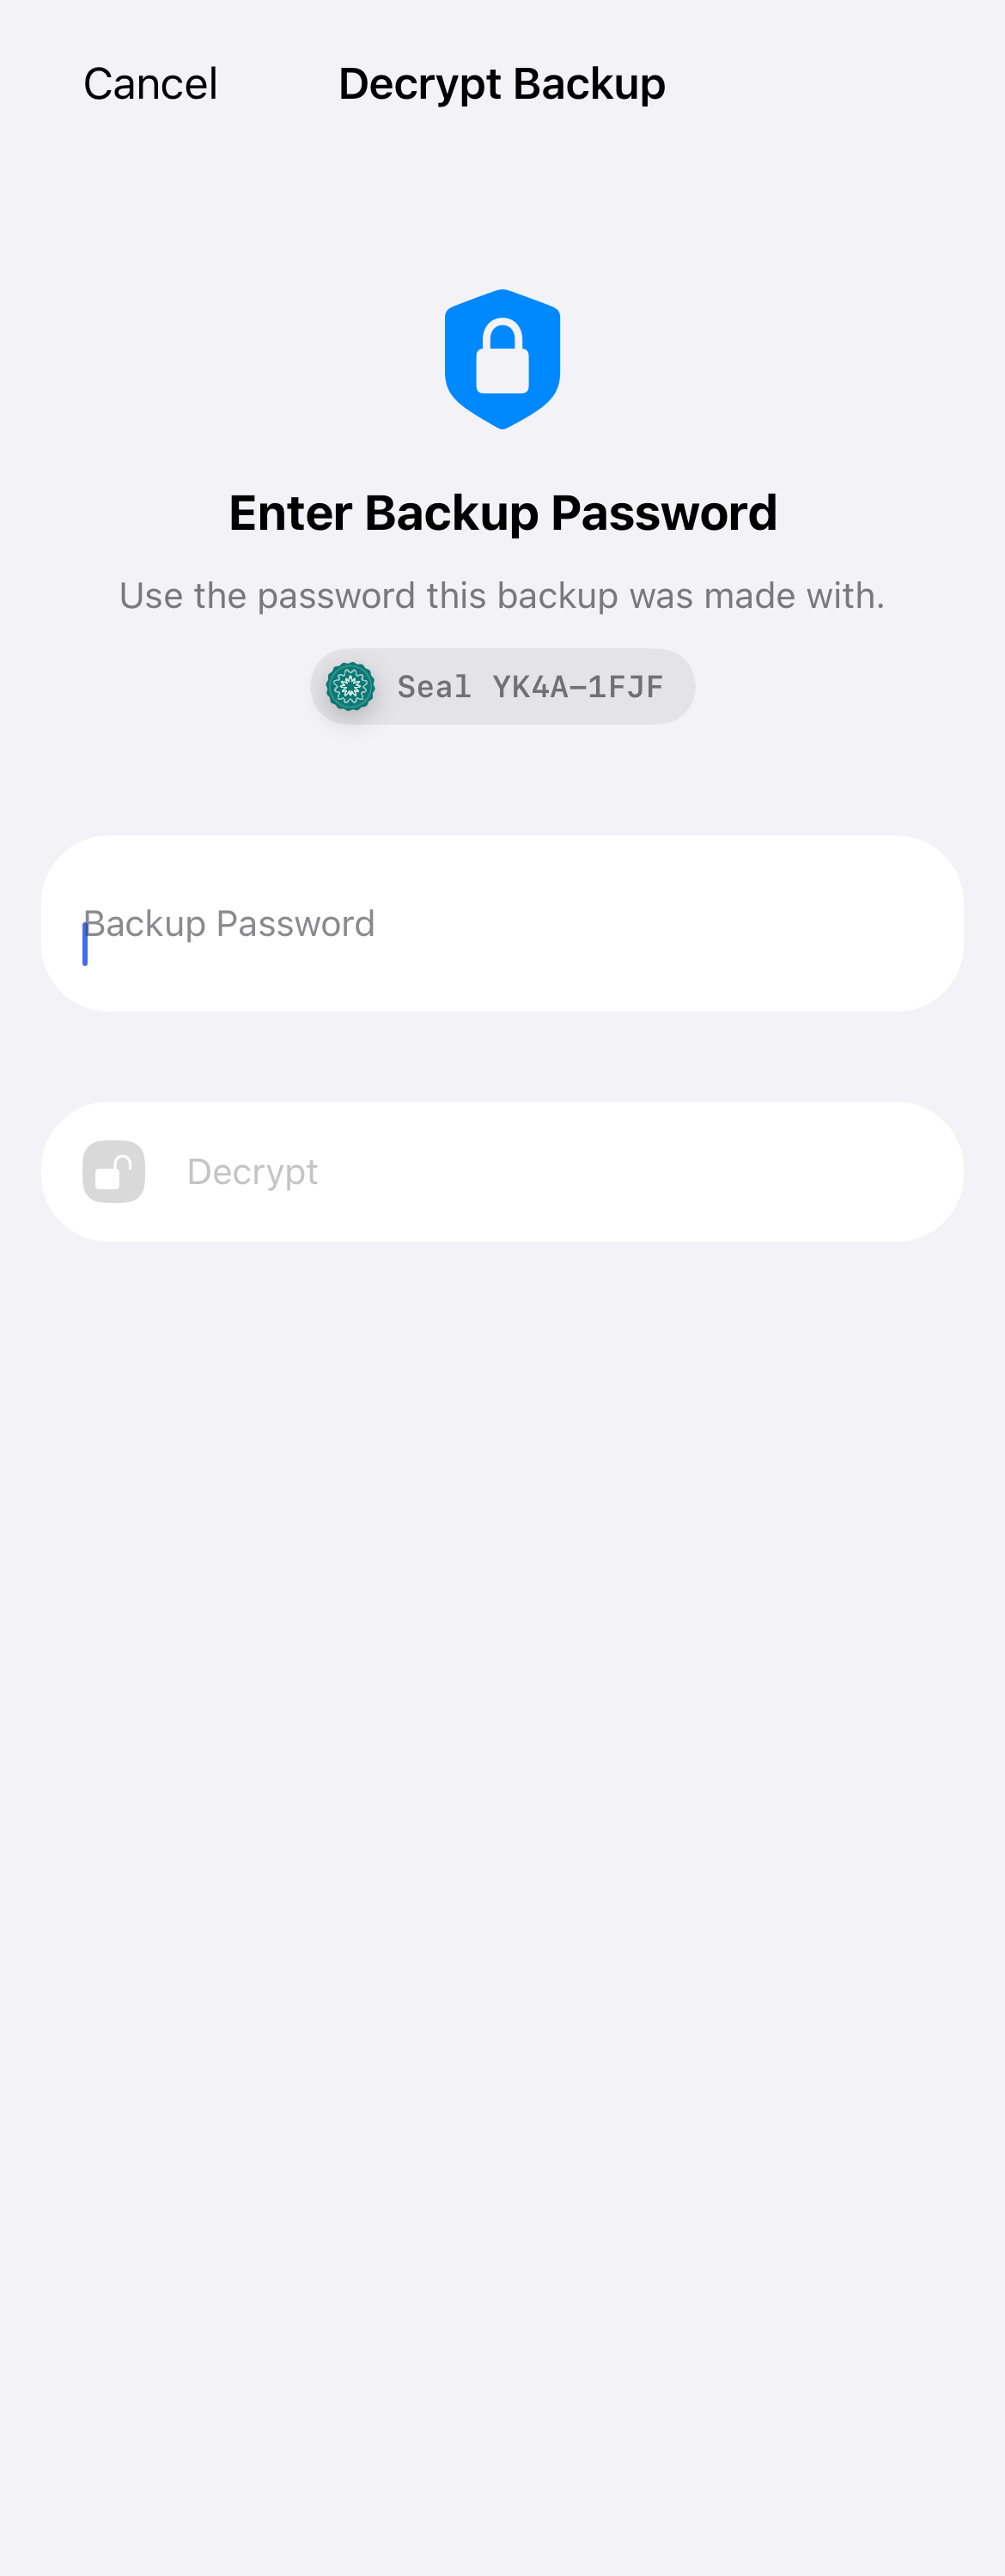 Cancel
Decrypt Backup
Enter Backup Password
Use the password this backup was made with.
Seal YK4A–1FJF
Backup Password
Decrypt